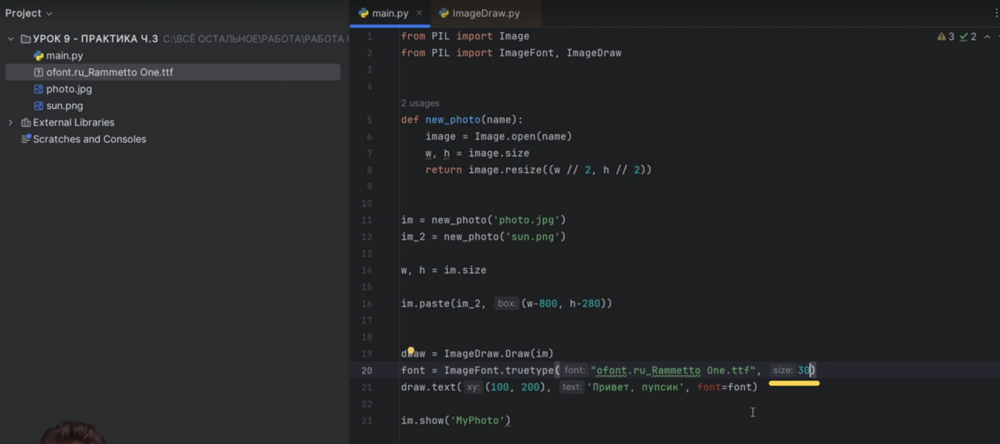 Project
main.py
ImageDraw.py
УРОК 9 - ПРАКТИКА Ч.3 C:\ВСЁ ОСТАЛЬНОЕ\РАБОТА\РАБОТА
main.py
ofont.ru_Rammetto One.ttf
photo.jpg
sun.png
External Libraries
Scratches and Consoles
3 2
1 from PIL import Image
2 from PIL import ImageFont, ImageDraw
3
4
2 usages
5 def new_photo(name):
6 image = Image.open(name)
7 w, h = image.size
8 return image.resize((w // 2, h // 2))
9
10
11 im = new_photo('photo.jpg')
12 im_2 = new_photo('sun.png')
13
14 w, h = im.size
15
16 im.paste(im_2, box: (w-800, h-280))
17
18
19 draw = ImageDraw.Draw(im)
20 font = ImageFont.truetype( font: "ofont.ru_Rammetto One.ttf", size: 30)
21 draw.text( xy: (100, 200), text: 'Привет, пупсик', font=font)
22
23 im.show('MyPhoto')